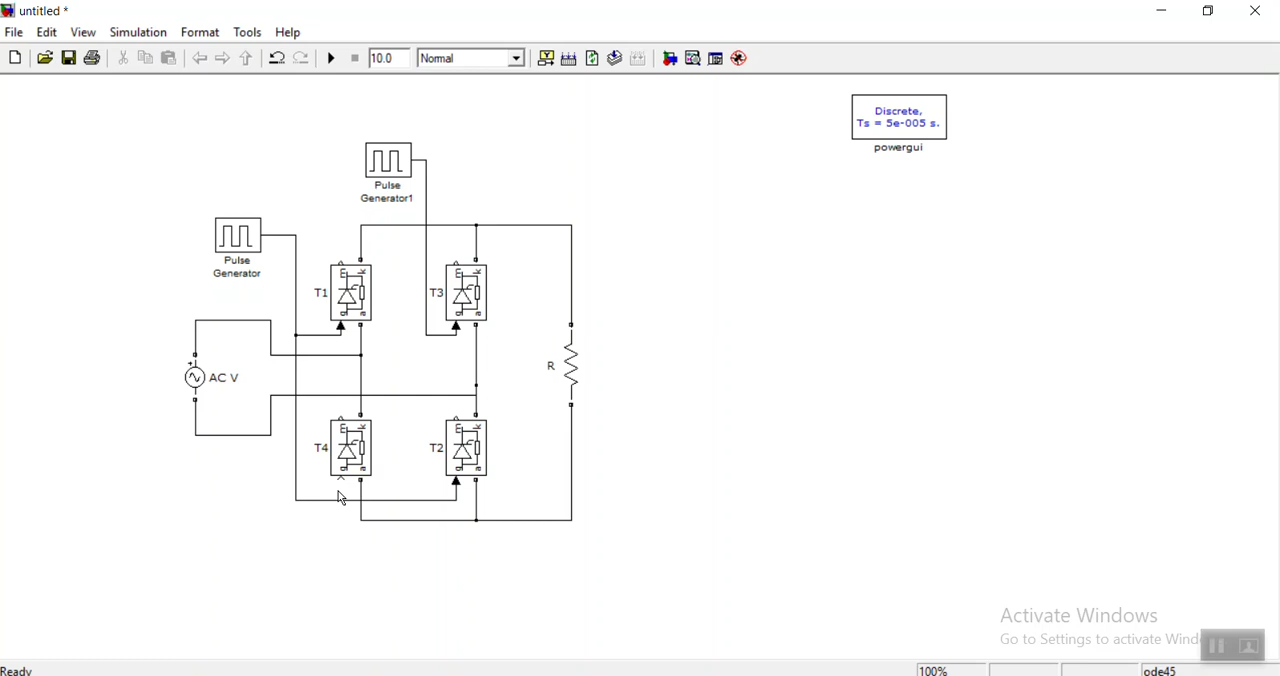 untitled *
File Edit View Simulation Format Tools Help
10.0 Normal
Discrete,
Ts = 5e-005 s.
powergui
Pulse
Generator1
Pulse
Generator
m k
T1
g a
m k
T3
g a
+
AC V
R
m k
T4
g a
m k
T2
g a
Activate Windows
Go to Settings to activate Wind
Ready 100% ode45